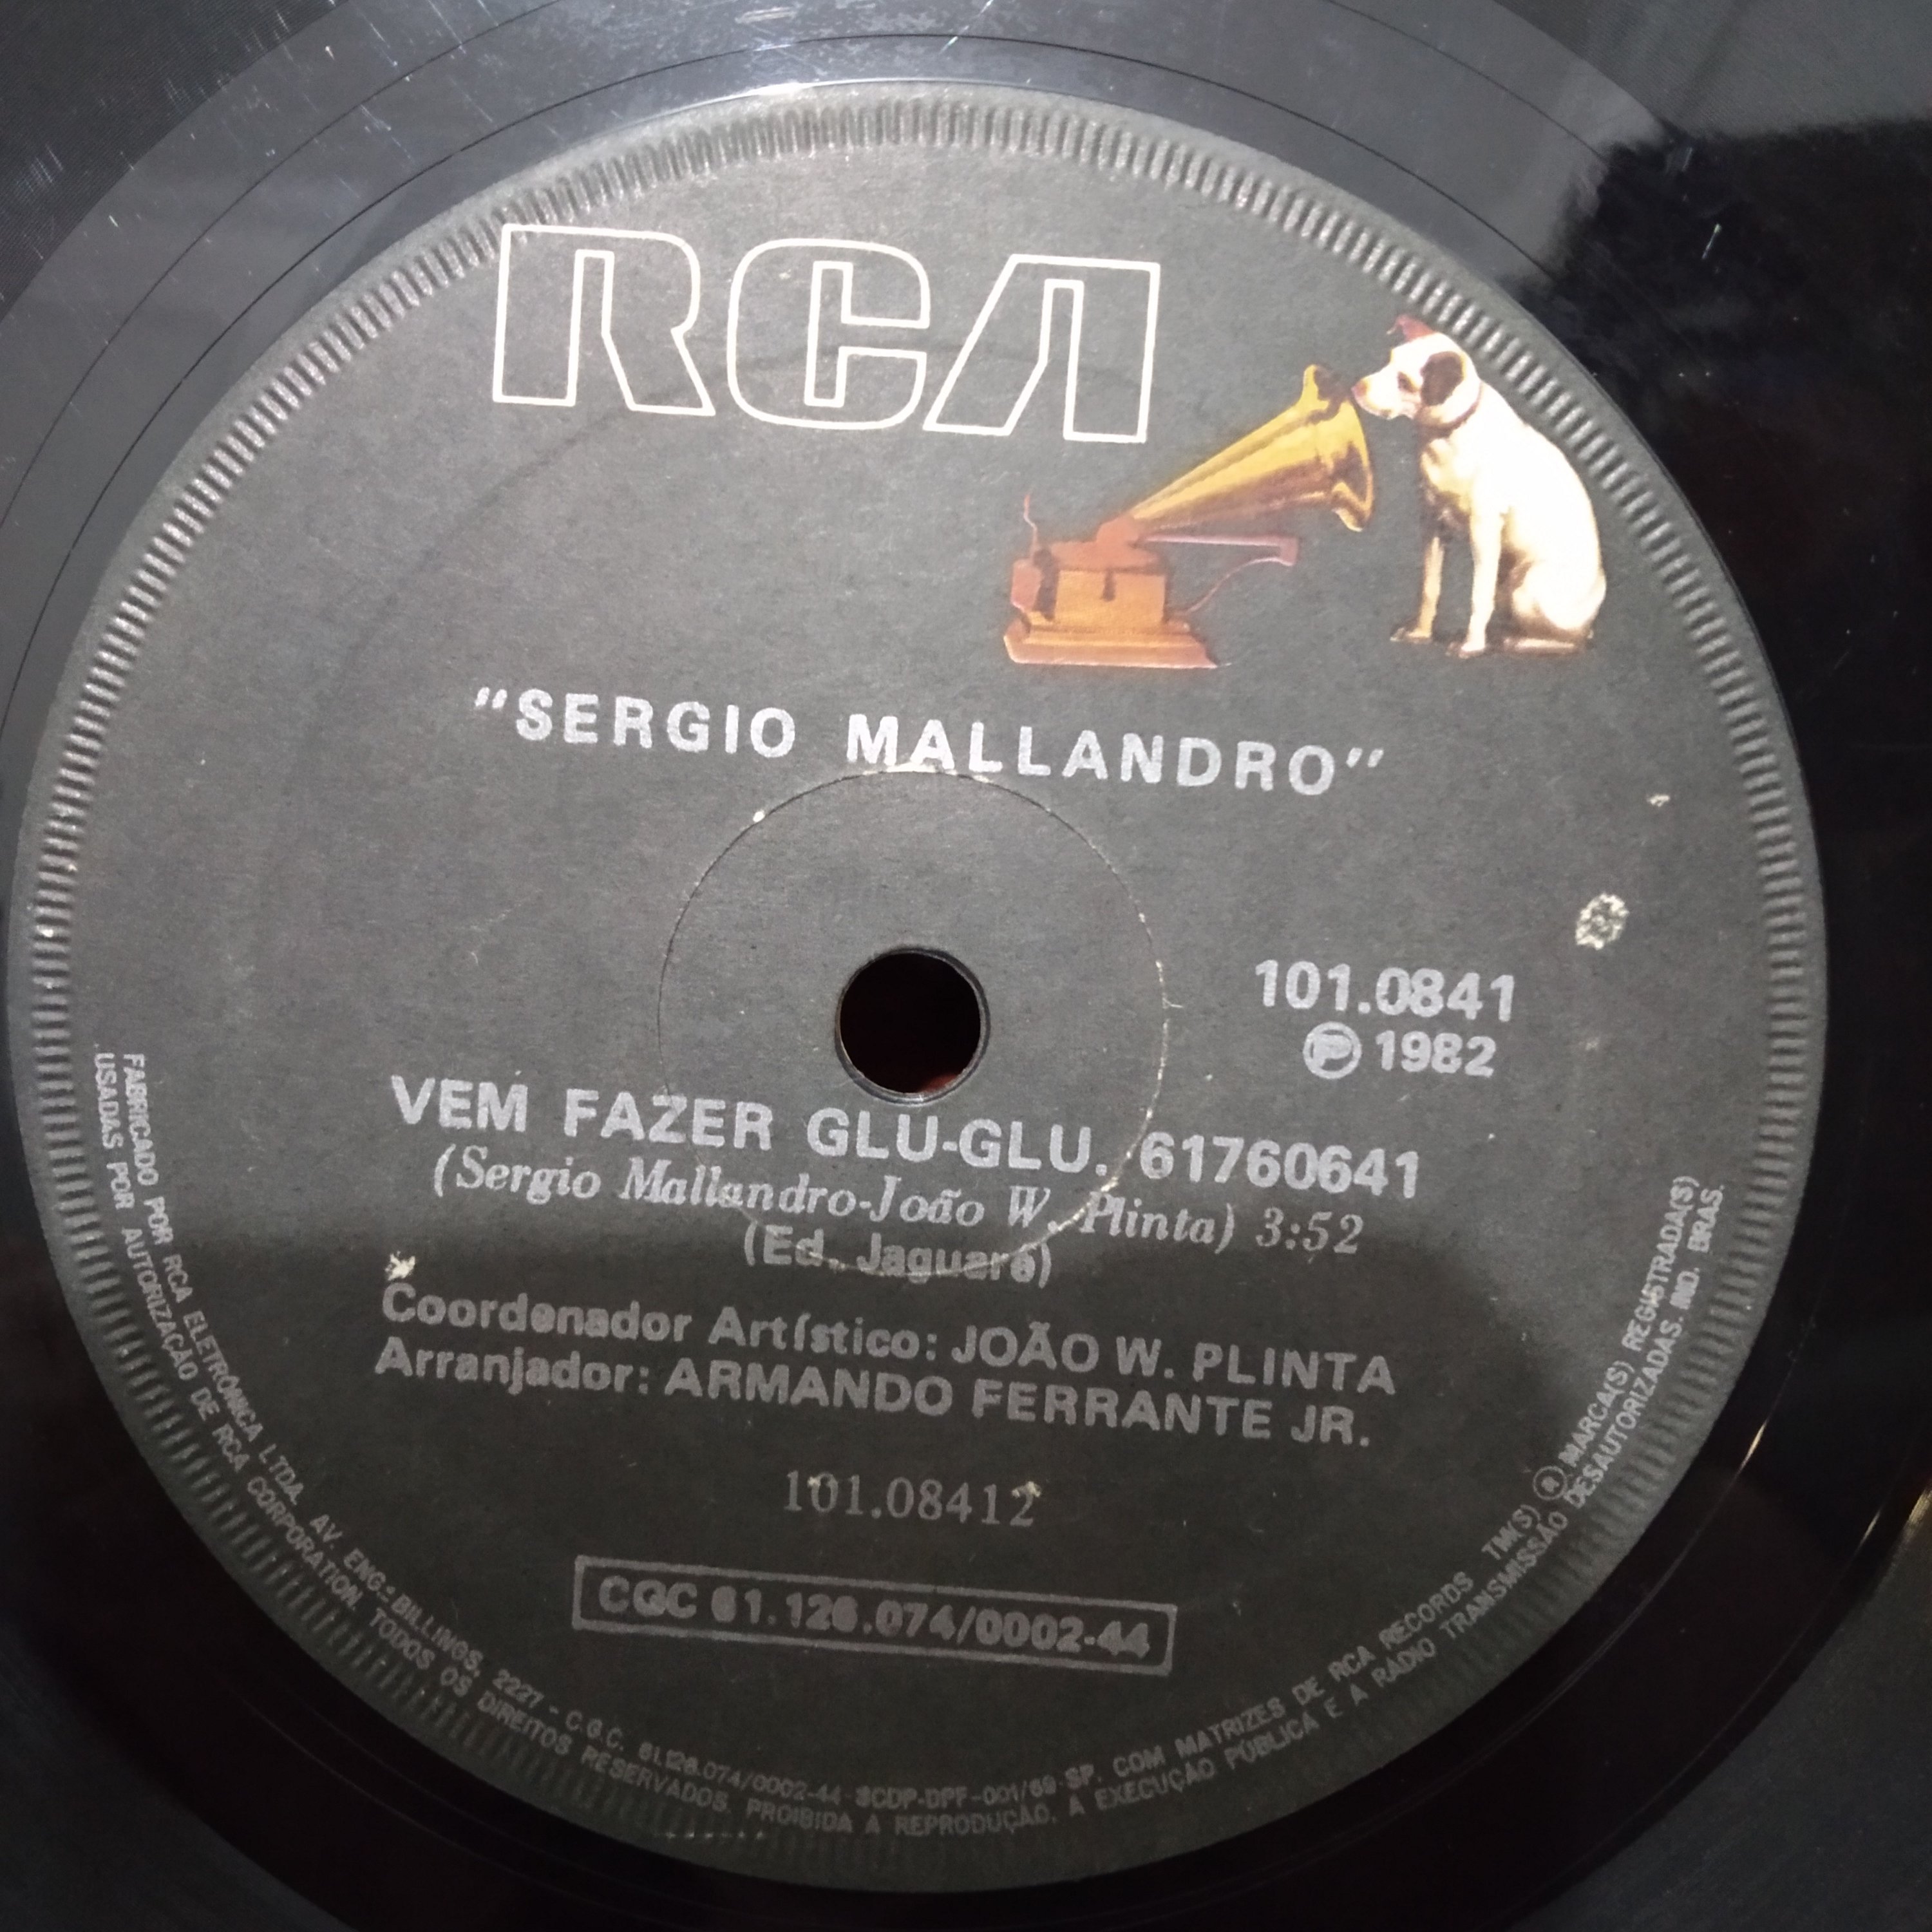 RCA
"SERGIO MALLANDRO"
101.0841
Ⓟ 1982
VEM FAZER GLU-GLU. 61760641
(Sergio Mallandro-João W. Plinta) 3:52
(Ed. Jaguaré)
Coordenador Artístico: JOÃO W. PLINTA
Arranjador: ARMANDO FERRANTE JR.
101.08412
CGC 61.126.074/0002-44
FABRICADO POR RCA ELETRÔNICA LTDA. AV. ENG.: BILLINGS, 2227 - C.G.C. 61.126.074/0002-44 SCDP-DPF-001/69-SP. COM MATRIZES DE RCA RECORDS TMK(S) ® MARCA(S) REGISTRADA(S)
USADAS POR AUTORIZAÇÃO DE RCA CORPORATION. TODOS OS DIREITOS RESERVADOS. PROIBIDA A REPRODUÇÃO, A EXECUÇÃO PÚBLICA E A RÁDIO TRANSMISSÃO DESAUTORIZADAS. IND. BRAS.